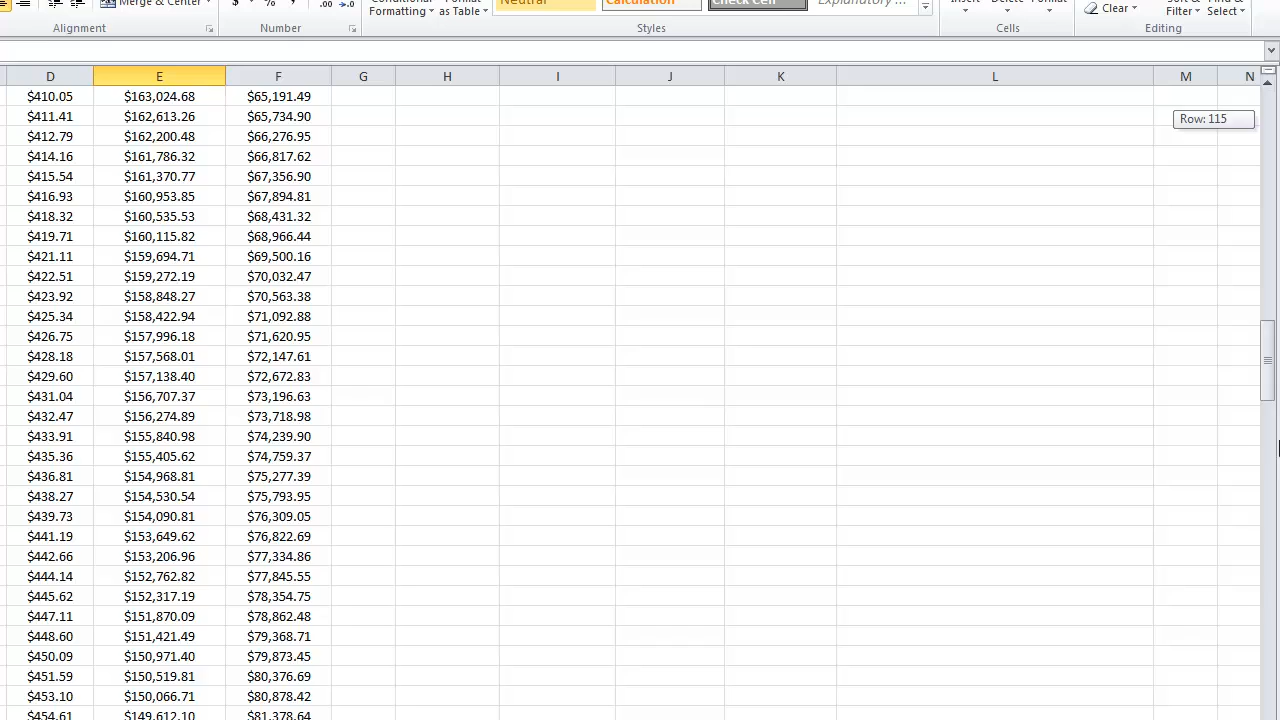 Merge & Center $ % , .00 .00 Conditional Format Neutral Calculation Check Cell Explanatory ... Insert Delete Format Sort & Find &
Formatting as Table Clear Filter Select
Alignment Number Styles Cells Editing
D E F G H I J K L M N
$410.05 $163,024.68 $65,191.49
$411.41 $162,613.26 $65,734.90
Row: 115
$412.79 $162,200.48 $66,276.95
$414.16 $161,786.32 $66,817.62
$415.54 $161,370.77 $67,356.90
$416.93 $160,953.85 $67,894.81
$418.32 $160,535.53 $68,431.32
$419.71 $160,115.82 $68,966.44
$421.11 $159,694.71 $69,500.16
$422.51 $159,272.19 $70,032.47
$423.92 $158,848.27 $70,563.38
$425.34 $158,422.94 $71,092.88
$426.75 $157,996.18 $71,620.95
$428.18 $157,568.01 $72,147.61
$429.60 $157,138.40 $72,672.83
$431.04 $156,707.37 $73,196.63
$432.47 $156,274.89 $73,718.98
$433.91 $155,840.98 $74,239.90
$435.36 $155,405.62 $74,759.37
$436.81 $154,968.81 $75,277.39
$438.27 $154,530.54 $75,793.95
$439.73 $154,090.81 $76,309.05
$441.19 $153,649.62 $76,822.69
$442.66 $153,206.96 $77,334.86
$444.14 $152,762.82 $77,845.55
$445.62 $152,317.19 $78,354.75
$447.11 $151,870.09 $78,862.48
$448.60 $151,421.49 $79,368.71
$450.09 $150,971.40 $79,873.45
$451.59 $150,519.81 $80,376.69
$453.10 $150,066.71 $80,878.42
$454.61 $149,612.10 $81,378.64